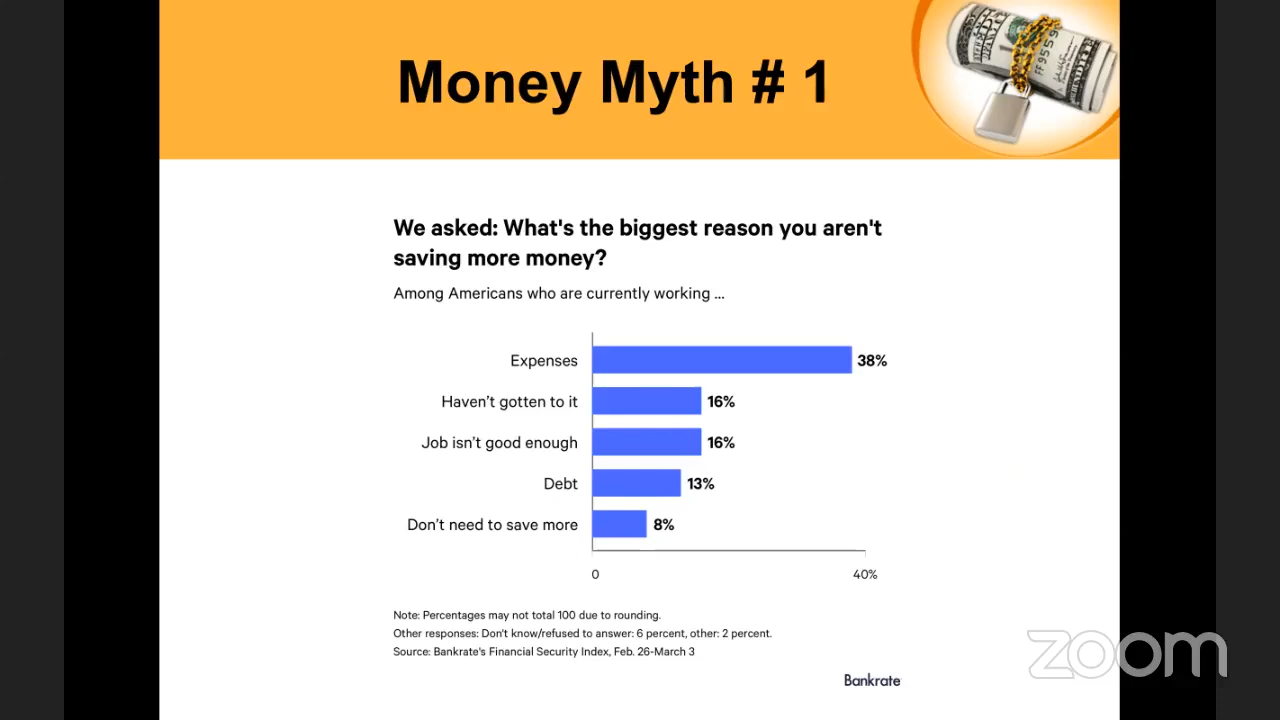 Money Myth # 1
We asked: What's the biggest reason you aren't
saving more money?
Among Americans who are currently working ...
Expenses 38%
Haven't gotten to it 16%
Job isn't good enough 16%
Debt 13%
Don't need to save more 8%
0 40%
Note: Percentages may not total 100 due to rounding.
Other responses: Don't know/refused to answer: 6 percent, other: 2 percent.
Source: Bankrate's Financial Security Index, Feb. 26-March 3
Bankrate
zoom